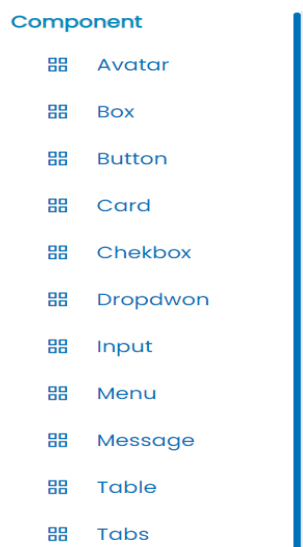 Component
Avatar
Box
Button
Card
Chekbox
Dropdwon
Input
Menu
Message
Table
Tabs